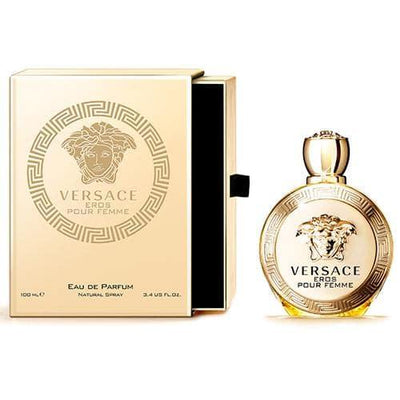 VERSACE
EROS
POUR FEMME
EAU DE PARFUM
NATURAL SPRAY
100 ml℮
3.4 US FL.OZ.
VERSACE
EROS
POUR FEMME